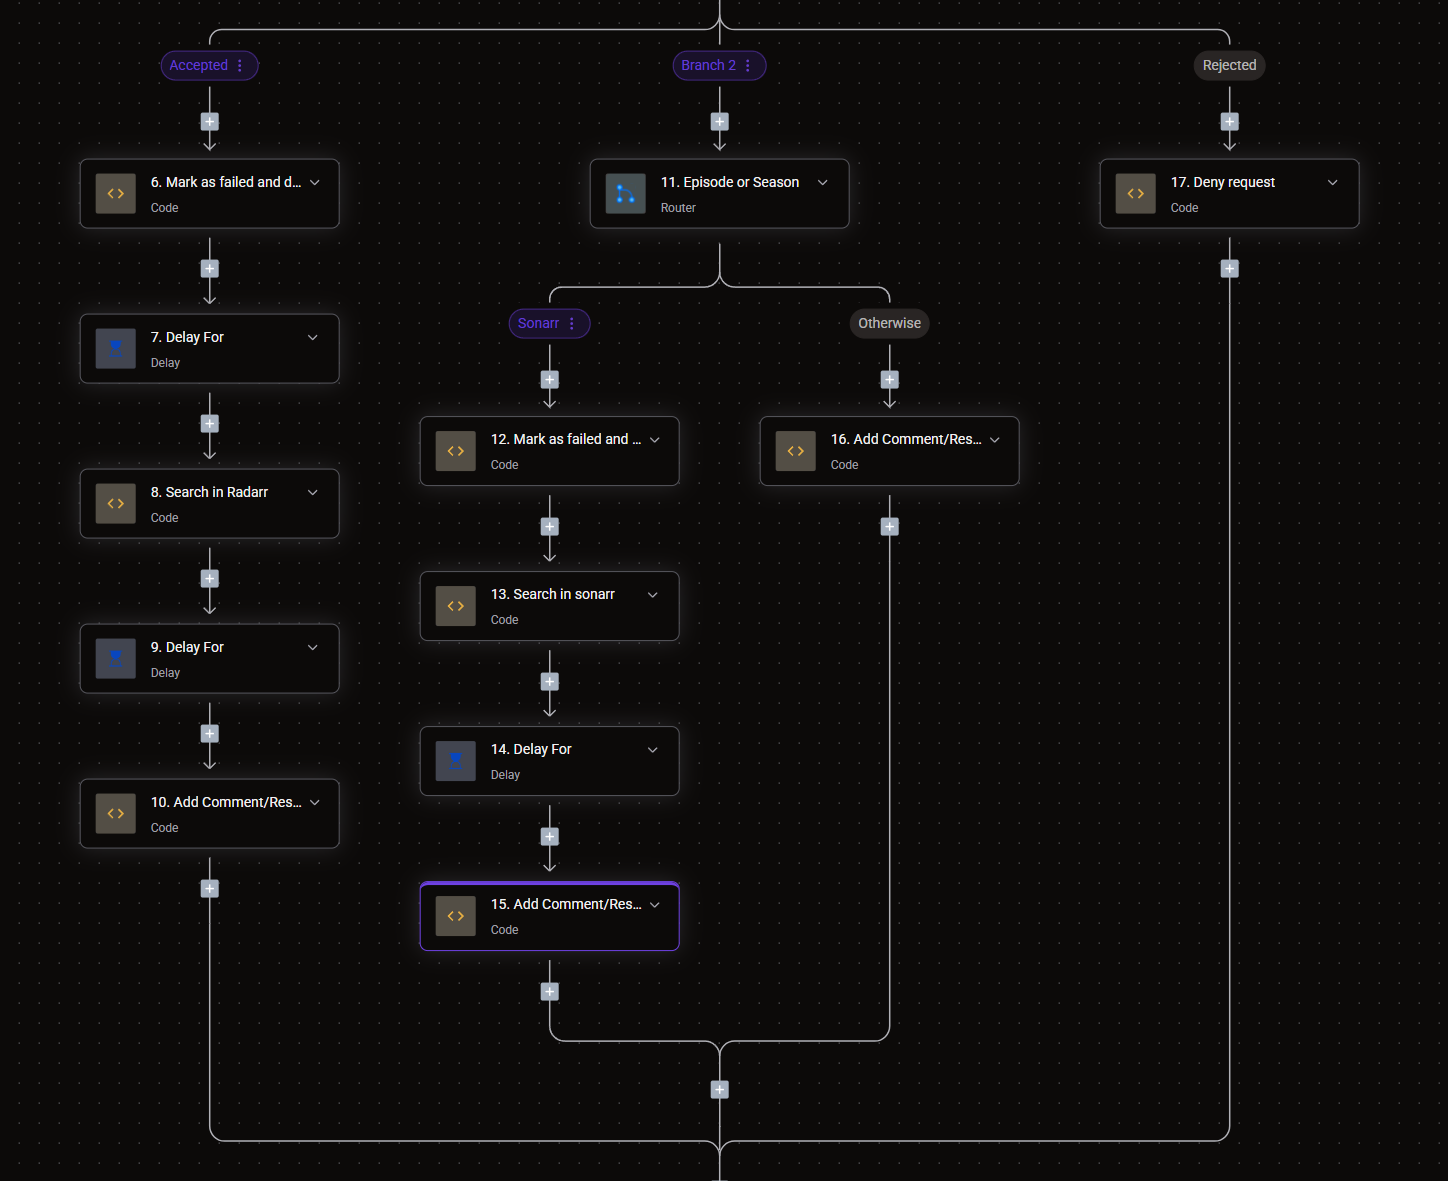 Accepted
Branch 2
Rejected
6. Mark as failed and d...
Code
11. Episode or Season
Router
17. Deny request
Code
Sonarr
Otherwise
7. Delay For
Delay
12. Mark as failed and ...
Code
16. Add Comment/Res...
Code
8. Search in Radarr
Code
13. Search in sonarr
Code
9. Delay For
Delay
14. Delay For
Delay
10. Add Comment/Res...
Code
15. Add Comment/Res...
Code